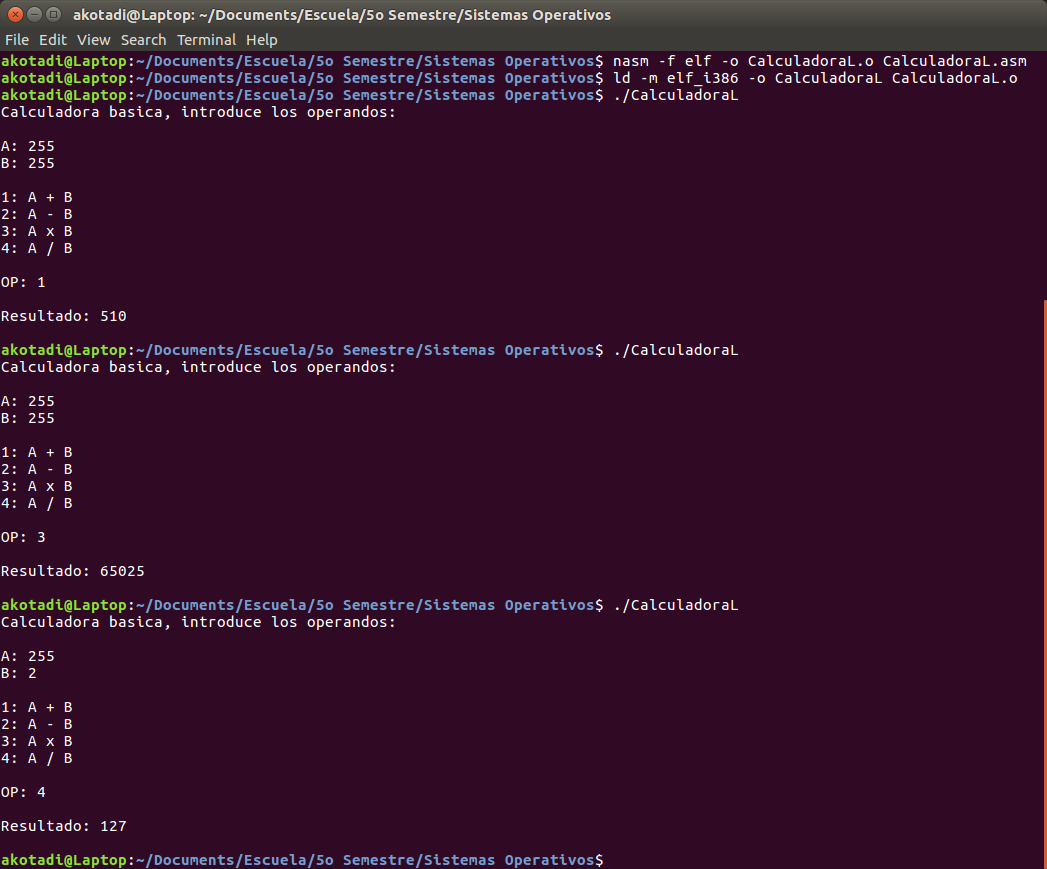 akotadi@Laptop: ~/Documents/Escuela/5o Semestre/Sistemas Operativos
File Edit View Search Terminal Help
akotadi@Laptop:~/Documents/Escuela/5o Semestre/Sistemas Operativos$ nasm -f elf -o CalculadoraL.o CalculadoraL.asm
akotadi@Laptop:~/Documents/Escuela/5o Semestre/Sistemas Operativos$ ld -m elf_i386 -o CalculadoraL CalculadoraL.o
akotadi@Laptop:~/Documents/Escuela/5o Semestre/Sistemas Operativos$ ./CalculadoraL
Calculadora basica, introduce los operandos:
A: 255
B: 255
1: A + B
2: A - B
3: A x B
4: A / B
OP: 1
Resultado: 510
akotadi@Laptop:~/Documents/Escuela/5o Semestre/Sistemas Operativos$ ./CalculadoraL
Calculadora basica, introduce los operandos:
A: 255
B: 255
1: A + B
2: A - B
3: A x B
4: A / B
OP: 3
Resultado: 65025
akotadi@Laptop:~/Documents/Escuela/5o Semestre/Sistemas Operativos$ ./CalculadoraL
Calculadora basica, introduce los operandos:
A: 255
B: 2
1: A + B
2: A - B
3: A x B
4: A / B
OP: 4
Resultado: 127
akotadi@Laptop:~/Documents/Escuela/5o Semestre/Sistemas Operativos$